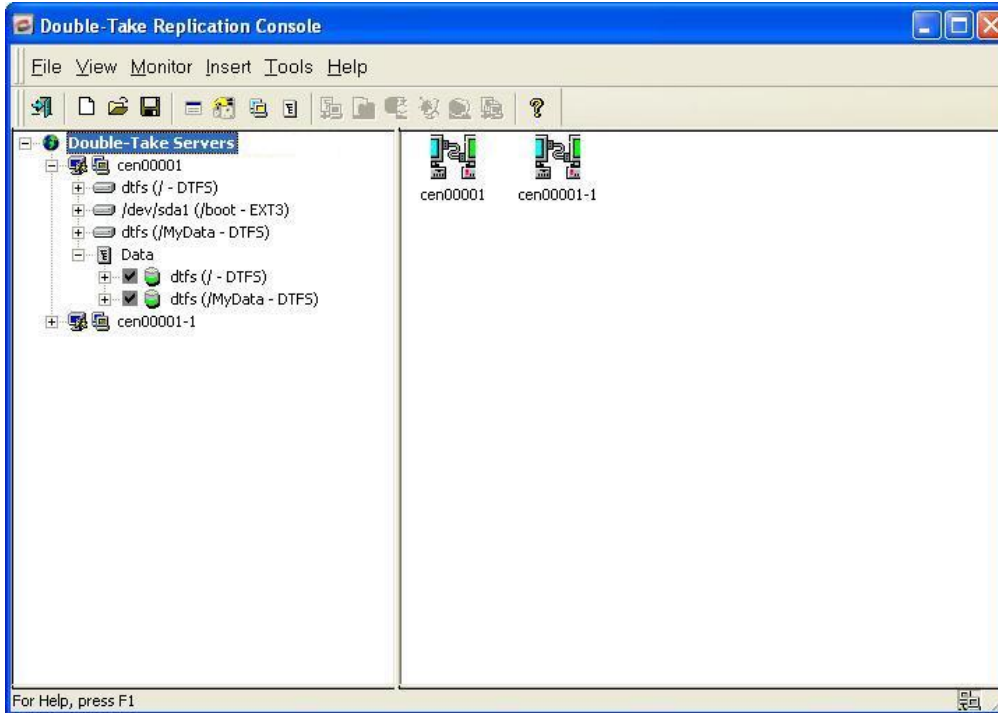 Double-Take Replication Console
File View Monitor Insert Tools Help
Double-Take Servers
cen00001
dtfs (/ - DTFS)
/dev/sda1 (/boot - EXT3)
dtfs (/MyData - DTFS)
Data
dtfs (/ - DTFS)
dtfs (/MyData - DTFS)
cen00001-1
cen00001 cen00001-1
For Help, press F1